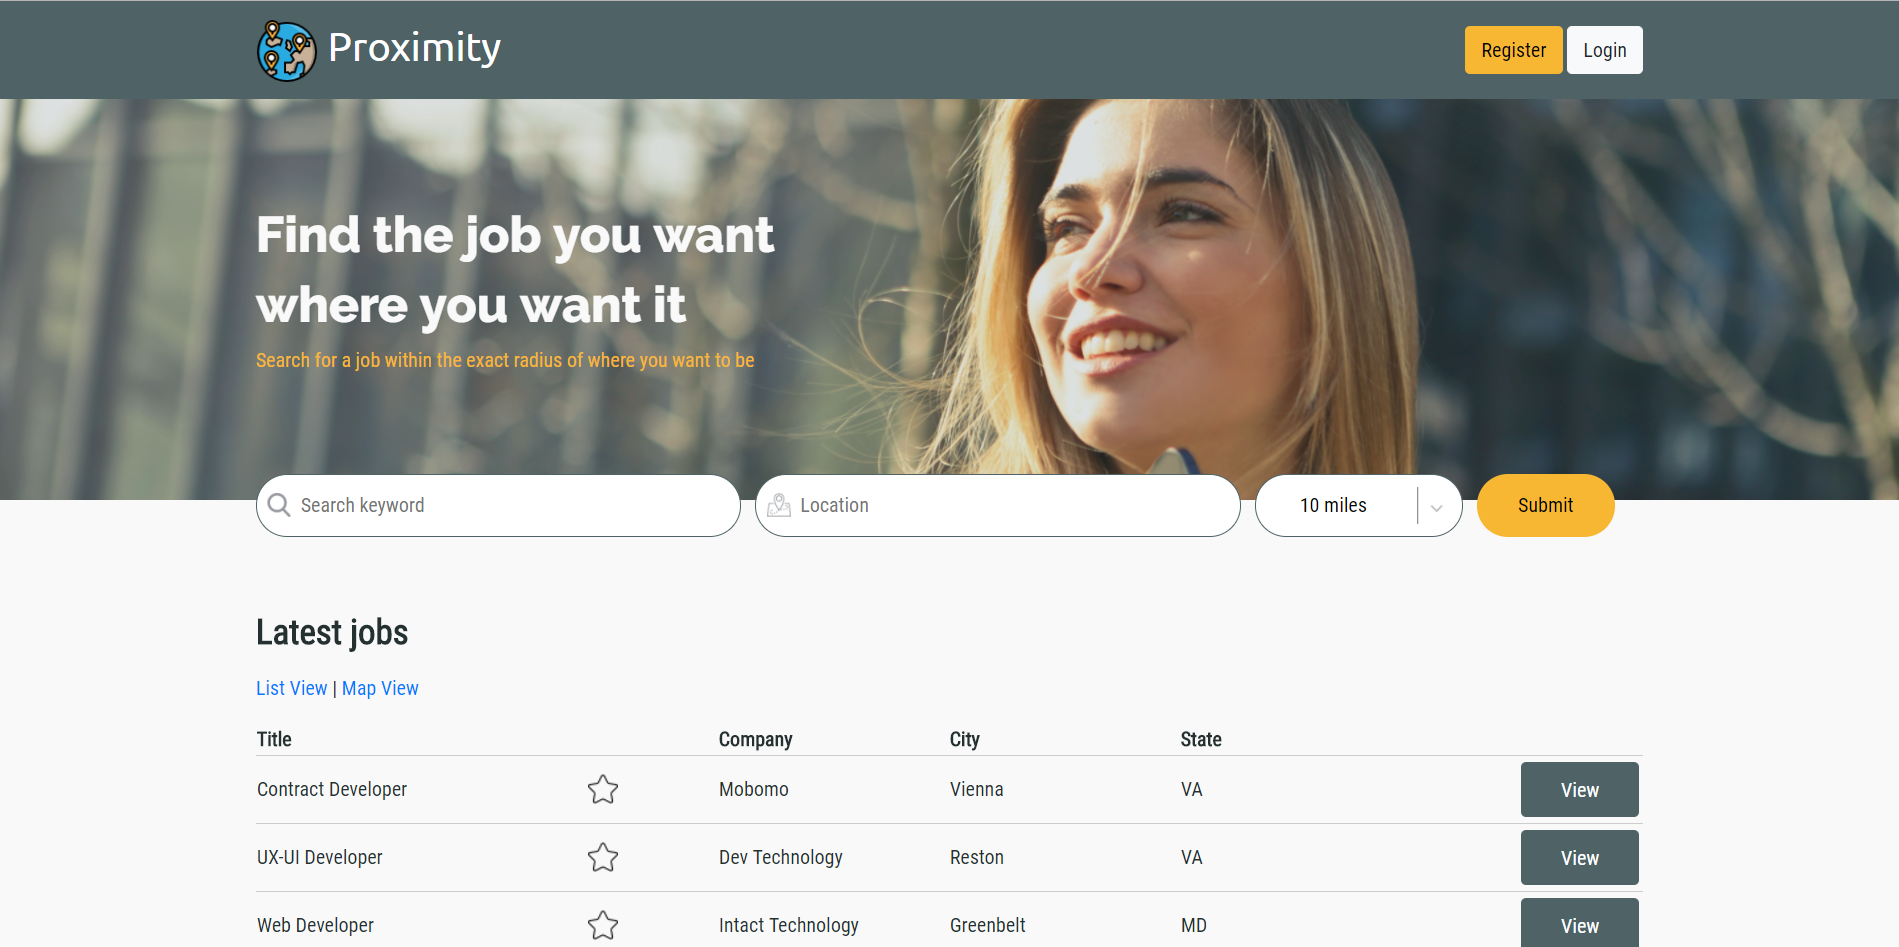 Proximity
Register Login
Find the job you want
where you want it
Search for a job within the exact radius of where you want to be
Search keyword
Location
10 miles
Submit
Latest jobs
List View | Map View
Title Company City State
Contract Developer Mobomo Vienna VA View
UX-UI Developer Dev Technology Reston VA View
Web Developer Intact Technology Greenbelt MD View